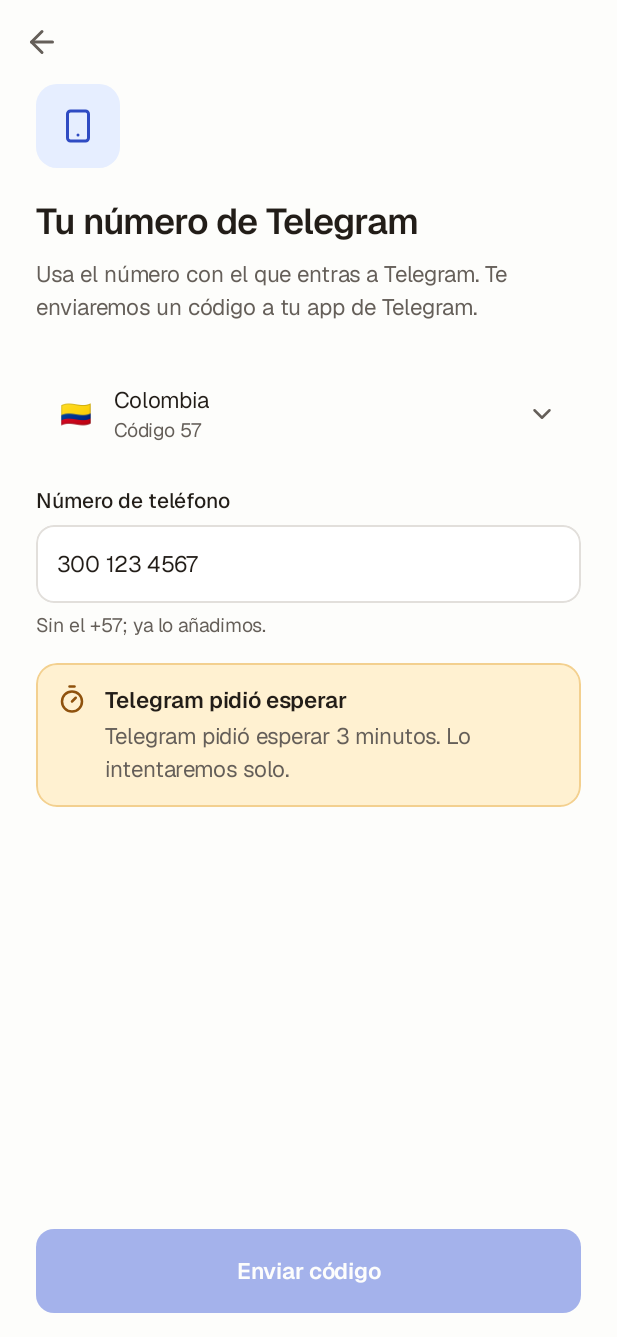 Tu número de Telegram
Usa el número con el que entras a Telegram. Te
enviaremos un código a tu app de Telegram.
Colombia
Código 57
Número de teléfono
300 123 4567
Sin el +57; ya lo añadimos.
Telegram pidió esperar
Telegram pidió esperar 3 minutos. Lo
intentaremos solo.
Enviar código